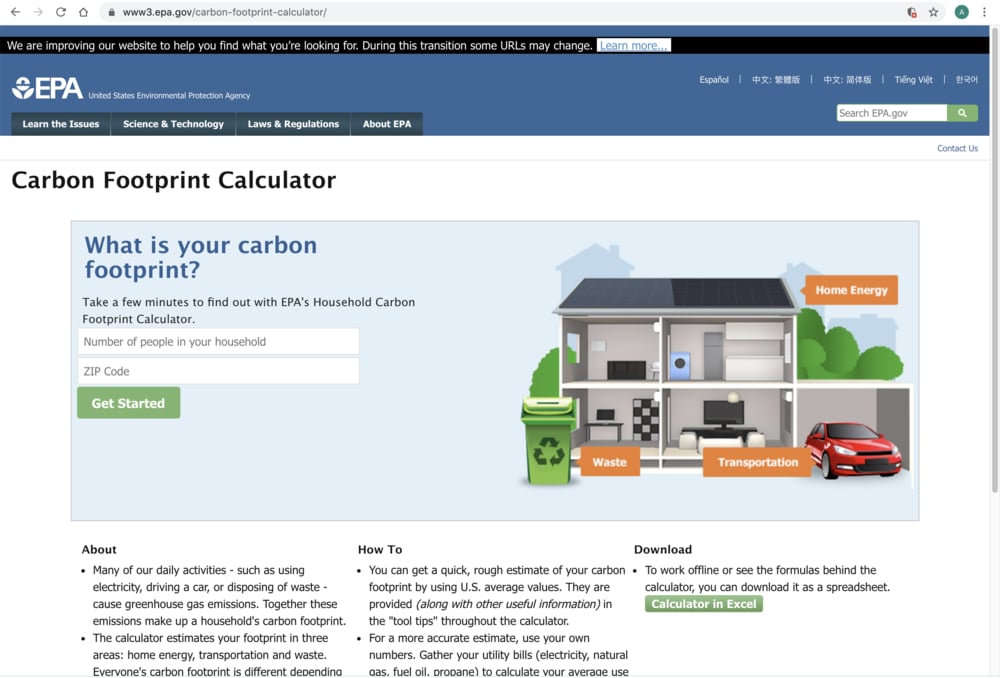 www3.epa.gov/carbon-footprint-calculator/
A
We are improving our website to help you find what you're looking for. During this transition some URLs may change. Learn more...
Español | 中文: 繁體版 | 中文: 简体版 | Tiếng Việt | 한국어
EPA United States Environmental Protection Agency
Search EPA.gov
Learn the Issues Science & Technology Laws & Regulations About EPA
Contact Us
Carbon Footprint Calculator
What is your carbon
footprint?
Take a few minutes to find out with EPA's Household Carbon
Footprint Calculator.
Number of people in your household
ZIP Code
Get Started
Home Energy
Waste
Transportation
About
• Many of our daily activities - such as using
electricity, driving a car, or disposing of waste -
cause greenhouse gas emissions. Together these
emissions make up a household's carbon footprint.
• The calculator estimates your footprint in three
areas: home energy, transportation and waste.
Everyone's carbon footprint is different depending
How To
• You can get a quick, rough estimate of your carbon
footprint by using U.S. average values. They are
provided (along with other useful information) in
the "tool tips" throughout the calculator.
• For a more accurate estimate, use your own
numbers. Gather your utility bills (electricity, natural
gas, fuel oil, propane) to calculate your average use
Download
• To work offline or see the formulas behind the
calculator, you can download it as a spreadsheet.
Calculator in Excel